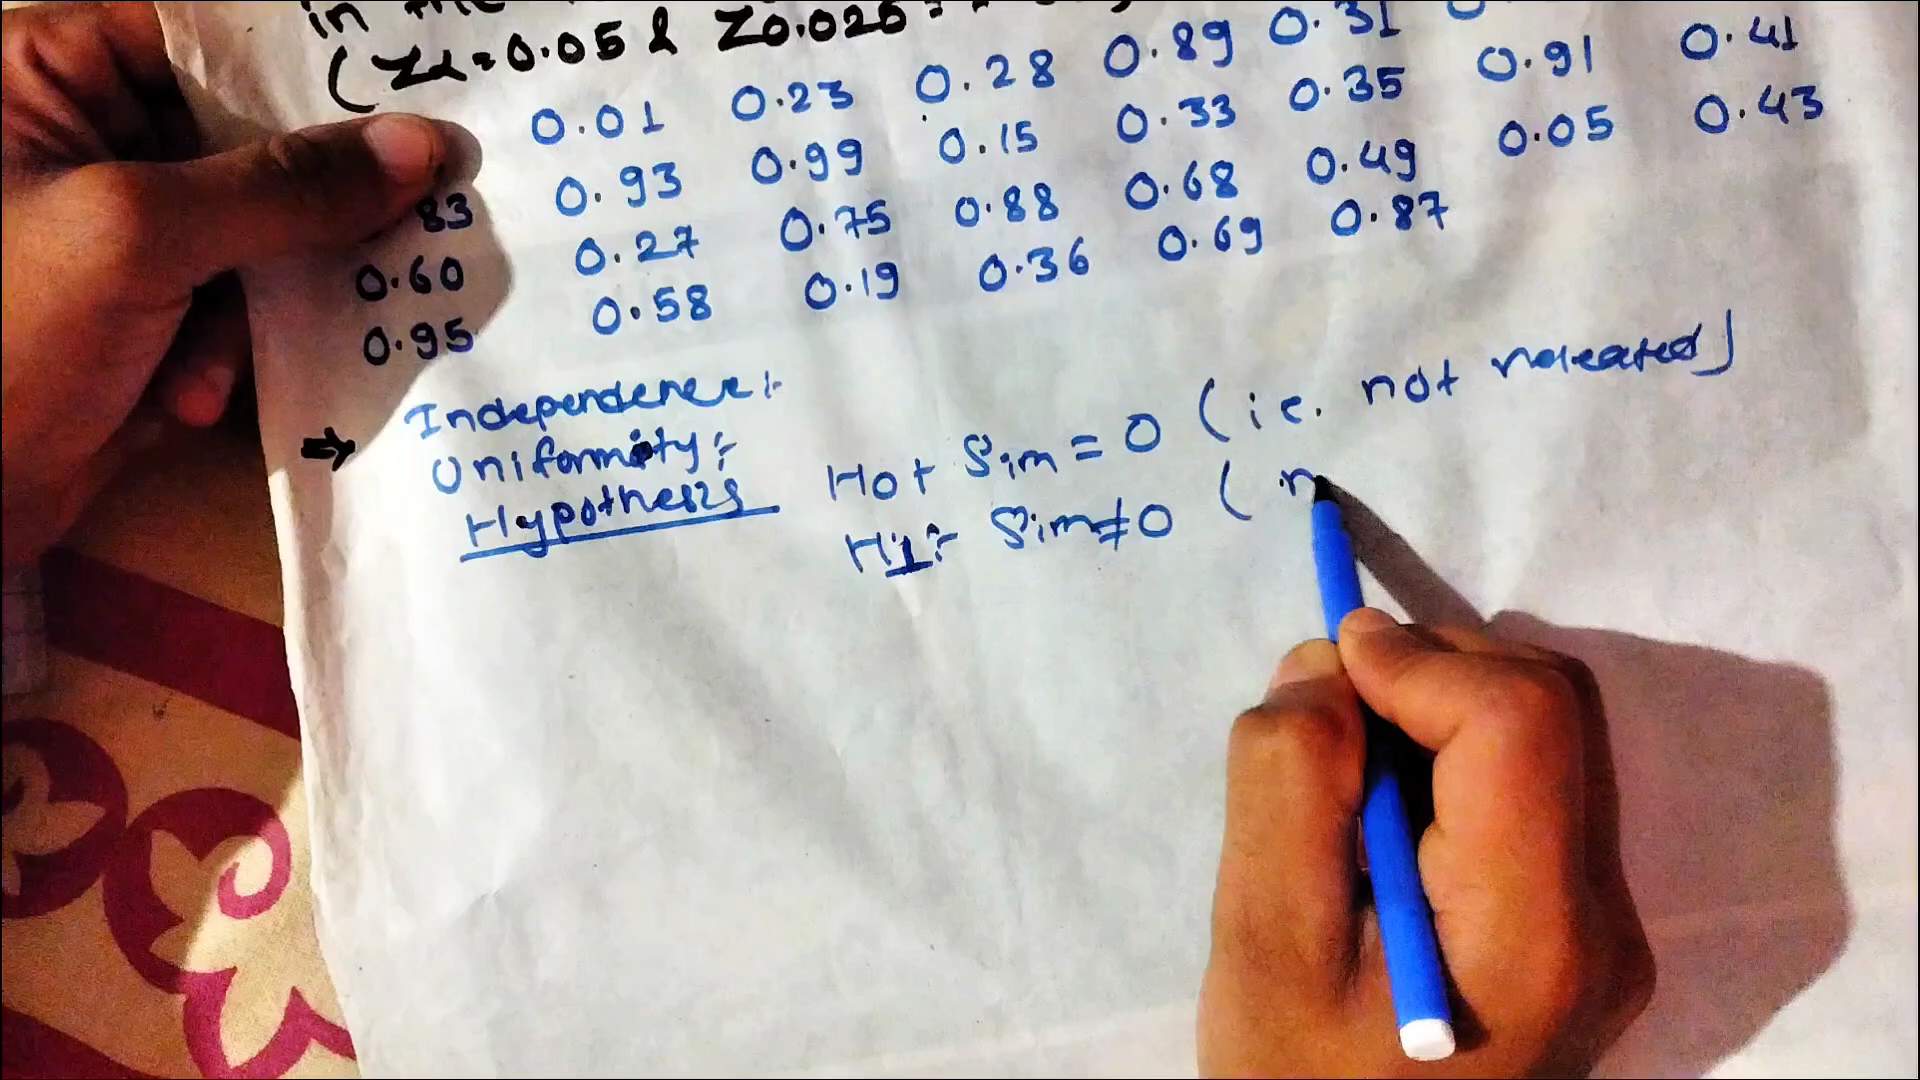 in the
(Zα=0.05 & Z0.025=
0.01 0.23 0.28 0.89 0.31
0.93 0.99 0.15 0.33 0.35 0.91 0.41
83 0.27 0.75 0.88 0.68 0.49 0.05 0.43
0.60 0.58 0.19 0.36 0.69 0.87
0.95
→ Independence:-
Uniformity:-
Hypothesis
Ho+ Sim = 0 (i.e. not releated)
H1:- Sim≠0 (